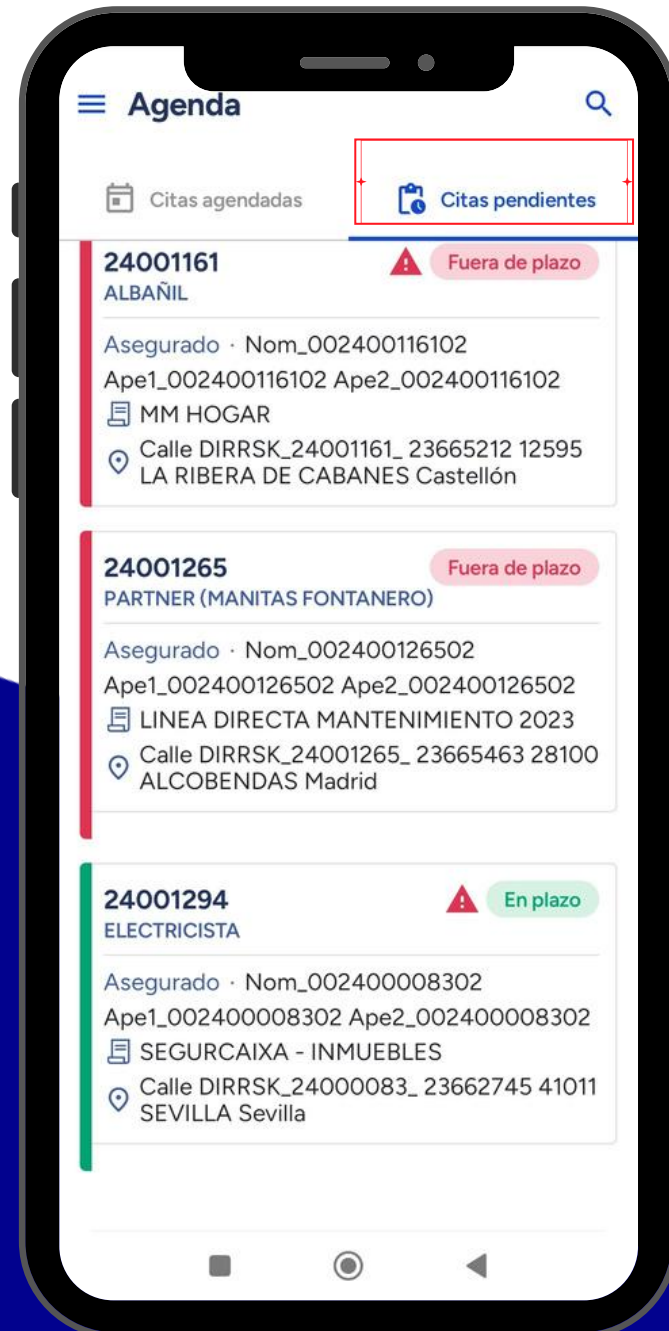 Agenda
Citas agendadas
Citas pendientes
24001161
Fuera de plazo
ALBAÑIL
Asegurado · Nom_002400116102
Ape1_002400116102 Ape2_002400116102
MM HOGAR
Calle DIRRSK_24001161_ 23665212 12595
LA RIBERA DE CABANES Castellón
24001265
Fuera de plazo
PARTNER (MANITAS FONTANERO)
Asegurado · Nom_002400126502
Ape1_002400126502 Ape2_002400126502
LINEA DIRECTA MANTENIMIENTO 2023
Calle DIRRSK_24001265_ 23665463 28100
ALCOBENDAS Madrid
24001294
En plazo
ELECTRICISTA
Asegurado · Nom_002400008302
Ape1_002400008302 Ape2_002400008302
SEGURCAIXA - INMUEBLES
Calle DIRRSK_24000083_ 23662745 41011
SEVILLA Sevilla